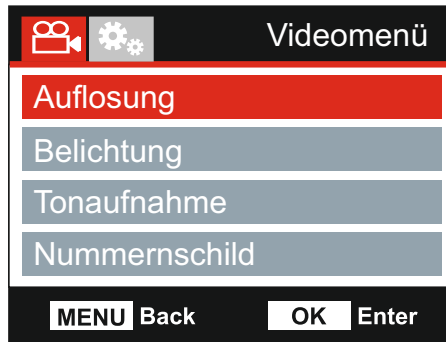 Videomenü
Auflosung
Belichtung
Tonaufnahme
Nummernschild
MENU Back OK Enter